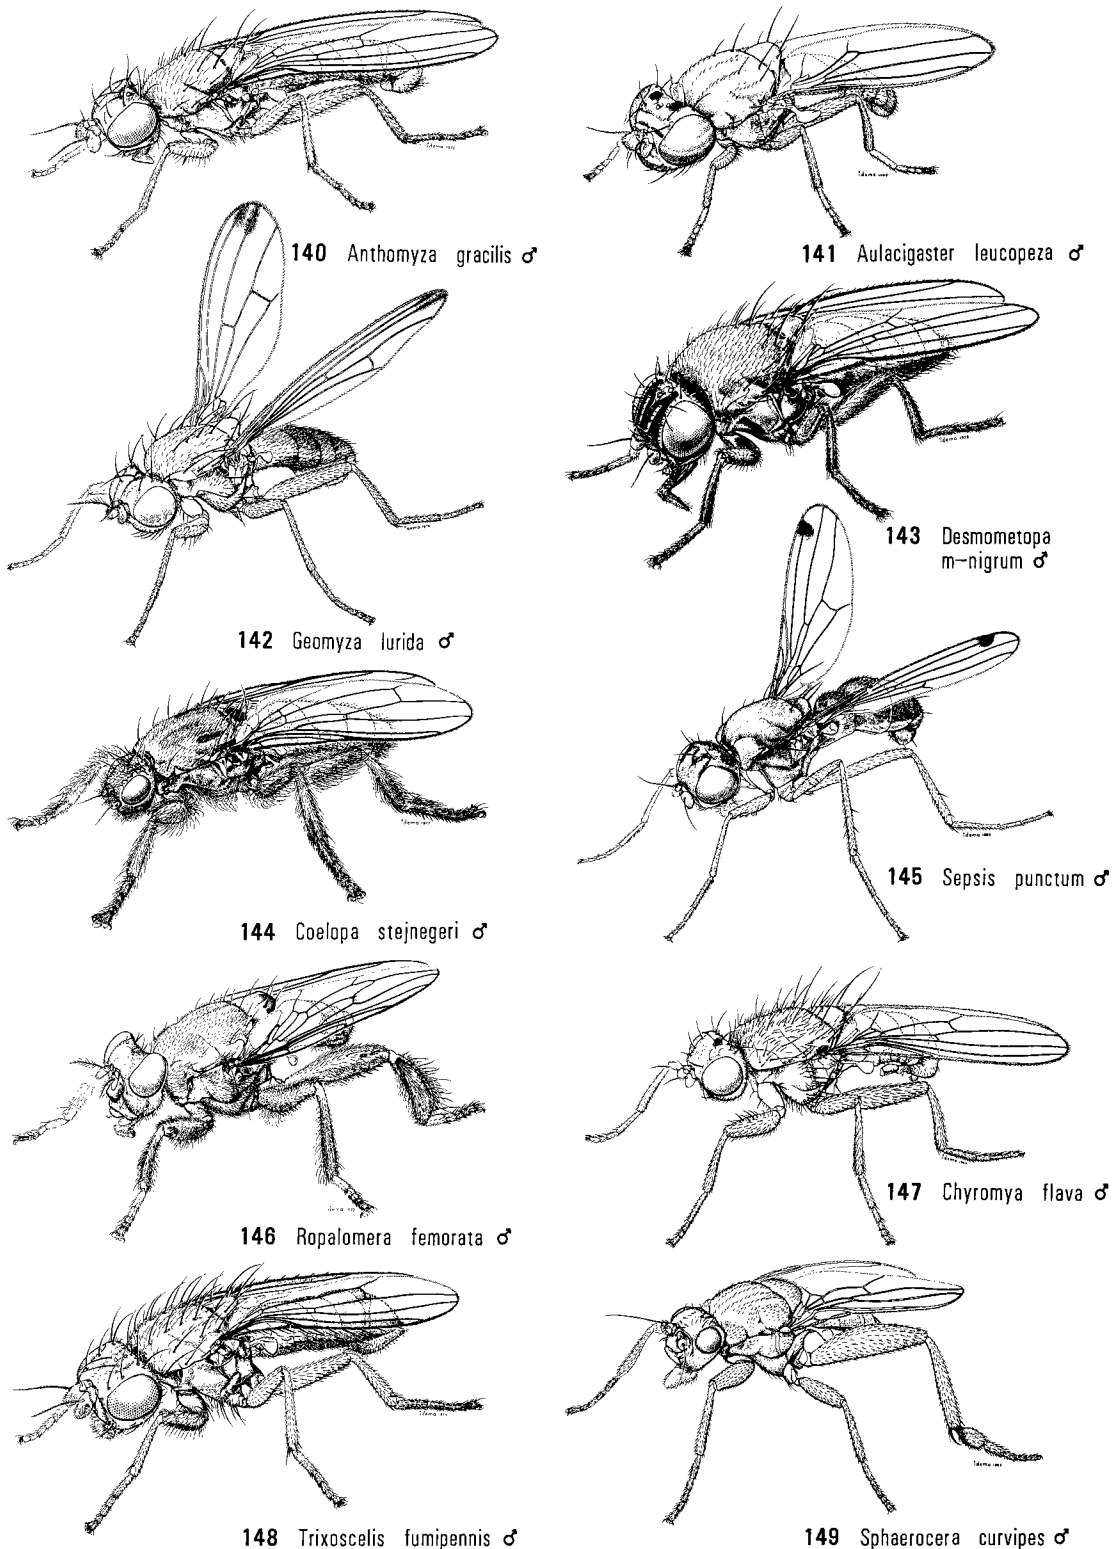 140 Anthomyza gracilis ♂
141 Aulacigaster leucopeza ♂
142 Geomyza lurida ♂
143 Desmometopa
m–nigrum ♂
144 Coelopa stejnegeri ♂
145 Sepsis punctum ♂
146 Ropalomera femorata ♂
147 Chyromya flava ♂
148 Trixoscelis fumipennis ♂
149 Sphaerocera curvipes ♂